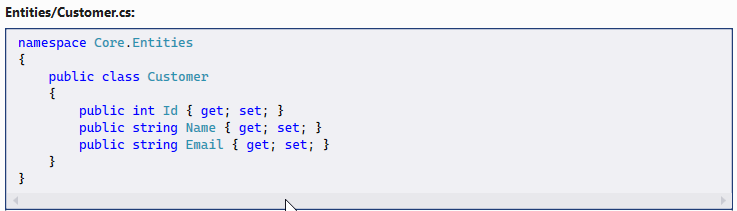 Entities/Customer.cs:
namespace Core.Entities
{
    public class Customer
    {
        public int Id { get; set; }
        public string Name { get; set; }
        public string Email { get; set; }
    }
}